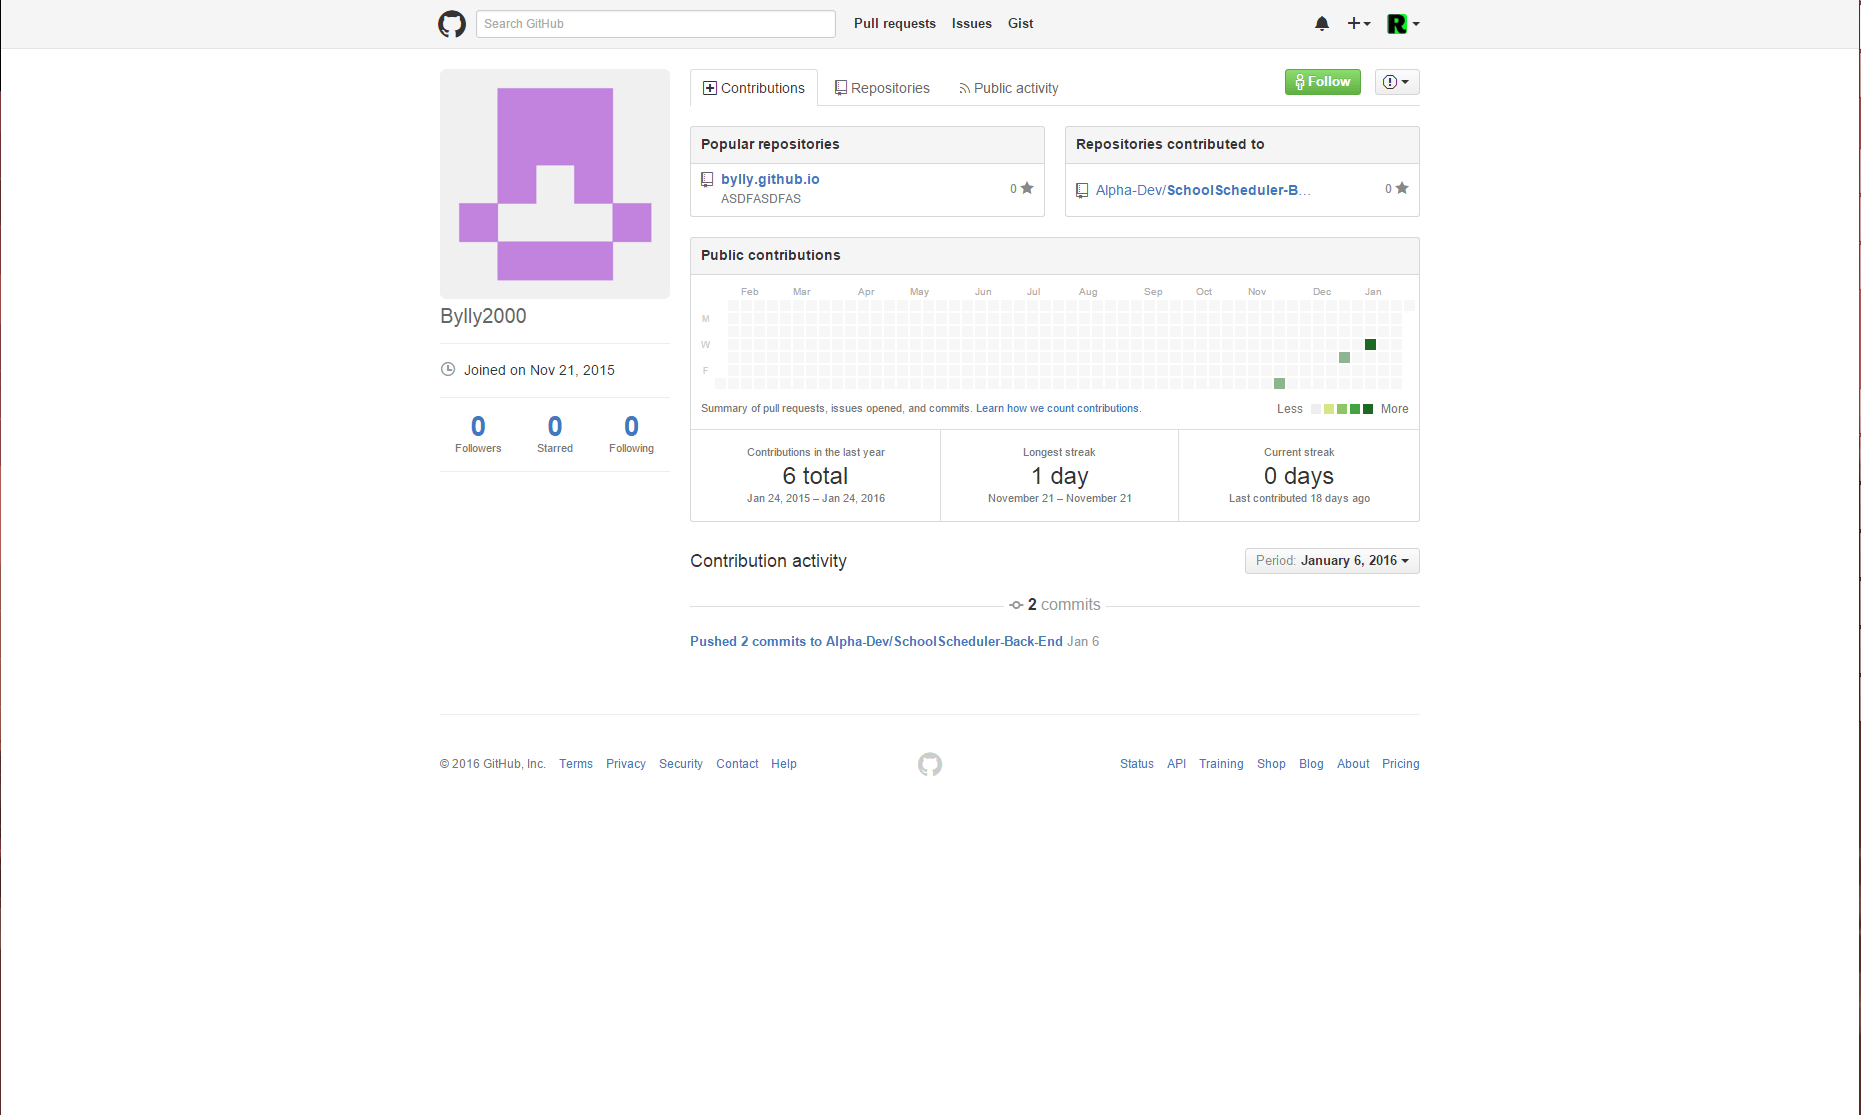 Search GitHub
Pull requests Issues Gist
Contributions Repositories Public activity
Follow
Popular repositories
bylly.github.io
ASDFASDFAS
0
Repositories contributed to
Alpha-Dev/SchoolScheduler-B...
0
Public contributions
Feb Mar Apr May Jun Jul Aug Sep Oct Nov Dec Jan
M
W
F
Summary of pull requests, issues opened, and commits. Learn how we count contributions.
Less More
Contributions in the last year
6 total
Jan 24, 2015 – Jan 24, 2016
Longest streak
1 day
November 21 – November 21
Current streak
0 days
Last contributed 18 days ago
Bylly2000
Joined on Nov 21, 2015
0 0 0
Followers Starred Following
Contribution activity
Period: January 6, 2016
2 commits
Pushed 2 commits to Alpha-Dev/SchoolScheduler-Back-End Jan 6
© 2016 GitHub, Inc. Terms Privacy Security Contact Help
Status API Training Shop Blog About Pricing
R